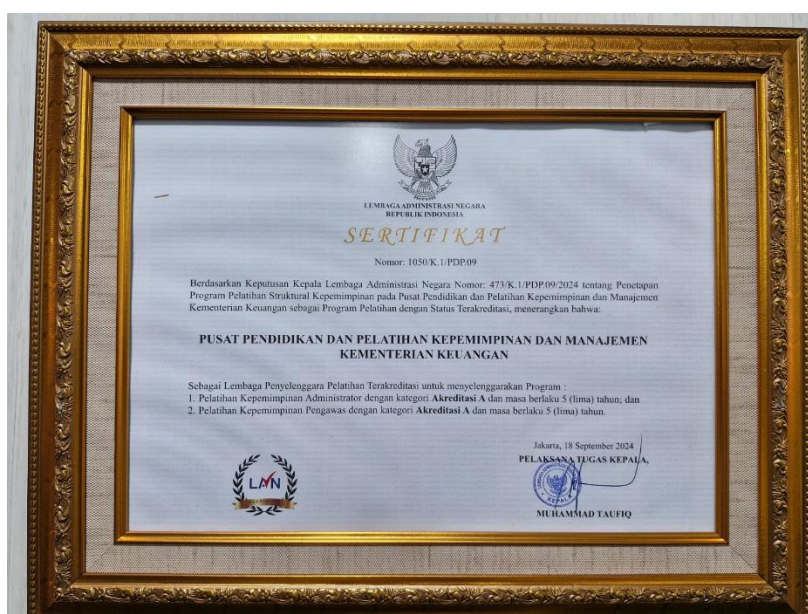 LEMBAGA ADMINISTRASI NEGARA
REPUBLIK INDONESIA
SERTIFIKAT
Nomor: 1050/K.1/PDP.09
Berdasarkan Keputusan Kepala Lembaga Administrasi Negara Nomor: 473/K.1/PDP.09/2024 tentang Penetapan
Program Pelatihan Struktural Kepemimpinan pada Pusat Pendidikan dan Pelatihan Kepemimpinan dan Manajemen
Kementerian Keuangan sebagai Program Pelatihan dengan Status Terakreditasi, menerangkan bahwa:
PUSAT PENDIDIKAN DAN PELATIHAN KEPEMIMPINAN DAN MANAJEMEN
KEMENTERIAN KEUANGAN
Sebagai Lembaga Penyelenggara Pelatihan Terakreditasi untuk menyelenggarakan Program :
1. Pelatihan Kepemimpinan Administrator dengan kategori Akreditasi A dan masa berlaku 5 (lima) tahun; dan
2. Pelatihan Kepemimpinan Pengawas dengan kategori Akreditasi A dan masa berlaku 5 (lima) tahun.
Jakarta, 18 September 2024
PELAKSANA TUGAS KEPALA,
LAN
KEPALA
MUHAMMAD TAUFIQ